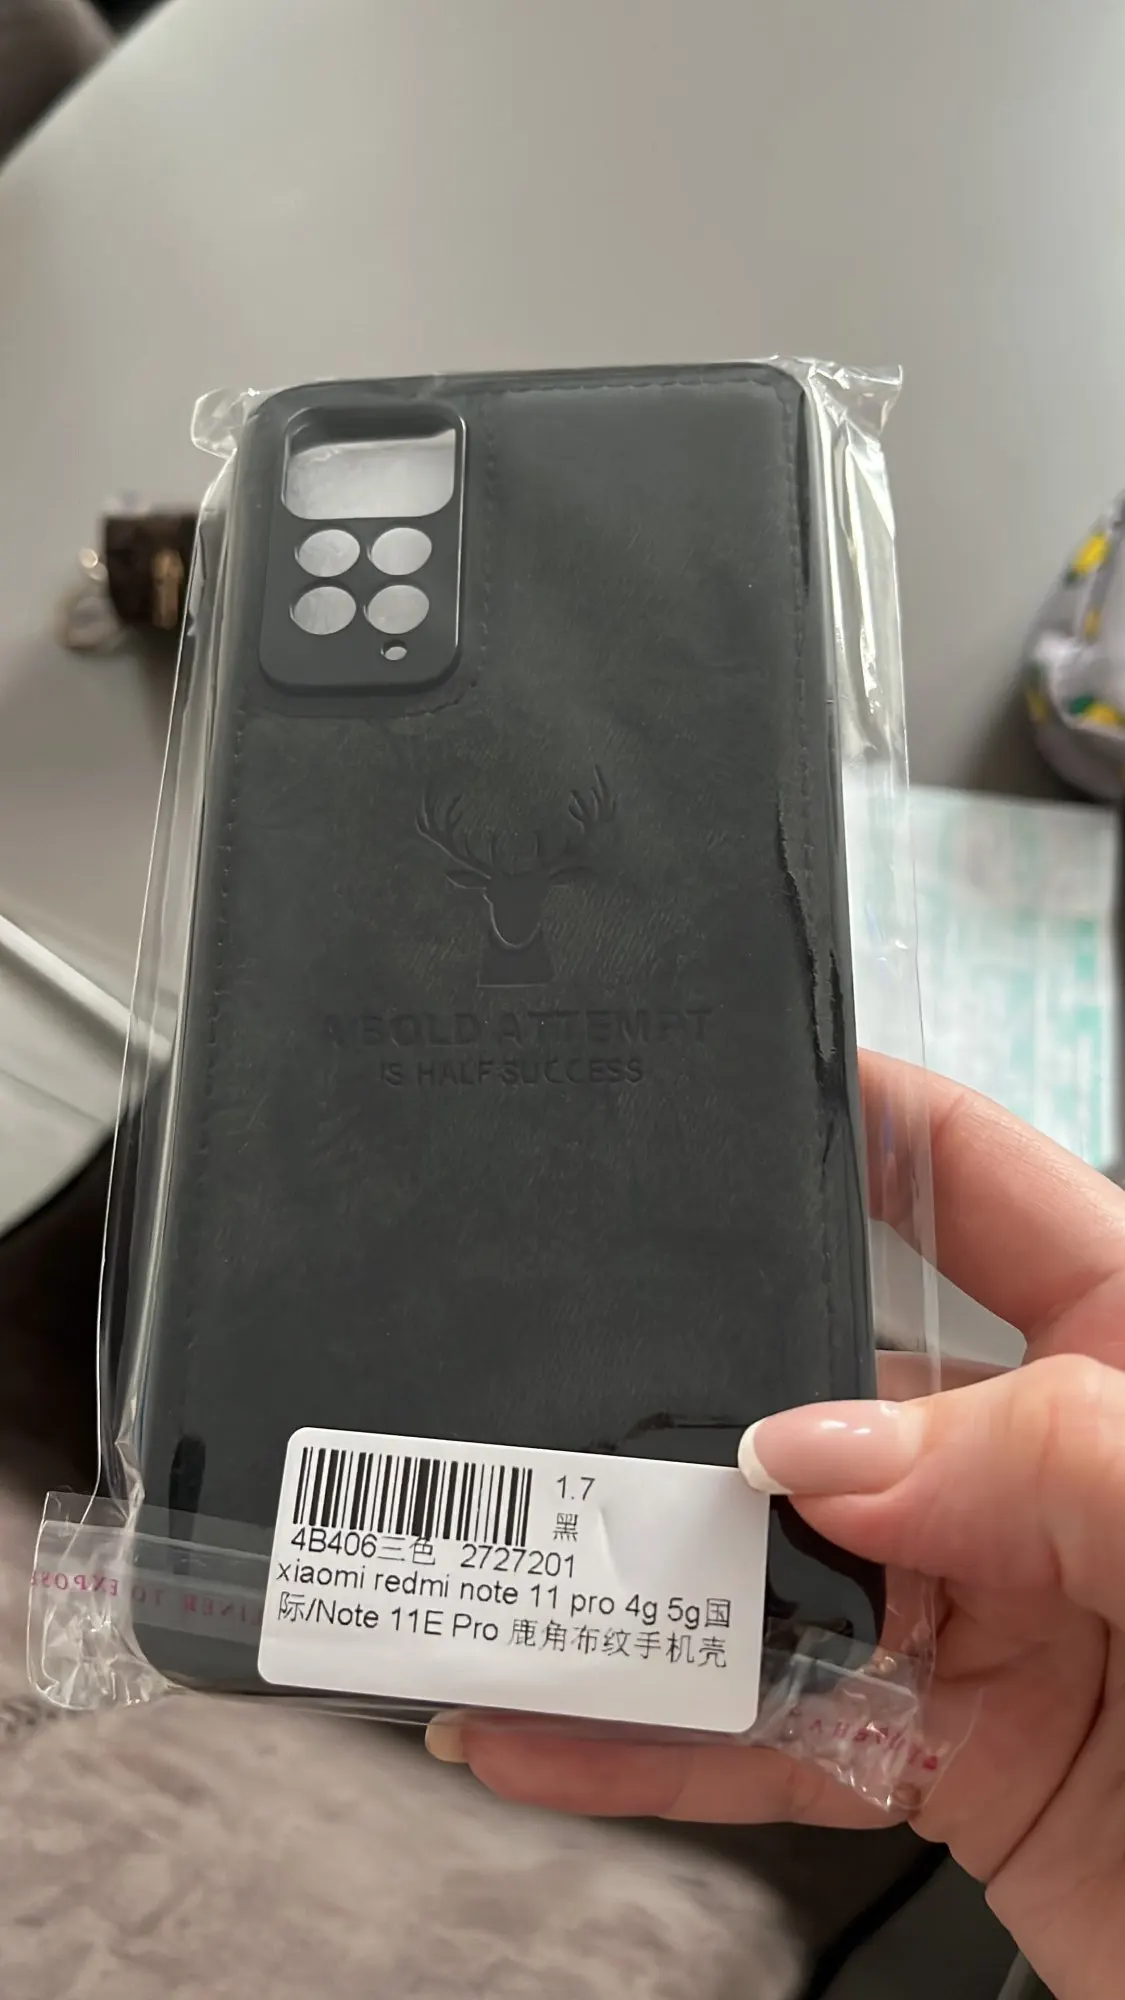 A BOLD ATTEMPT
IS HALF SUCCESS
1.7
黑
4B406三色 2727201
xiaomi redmi note 11 pro 4g 5g国
际/Note 11E Pro 鹿角布纹手机壳